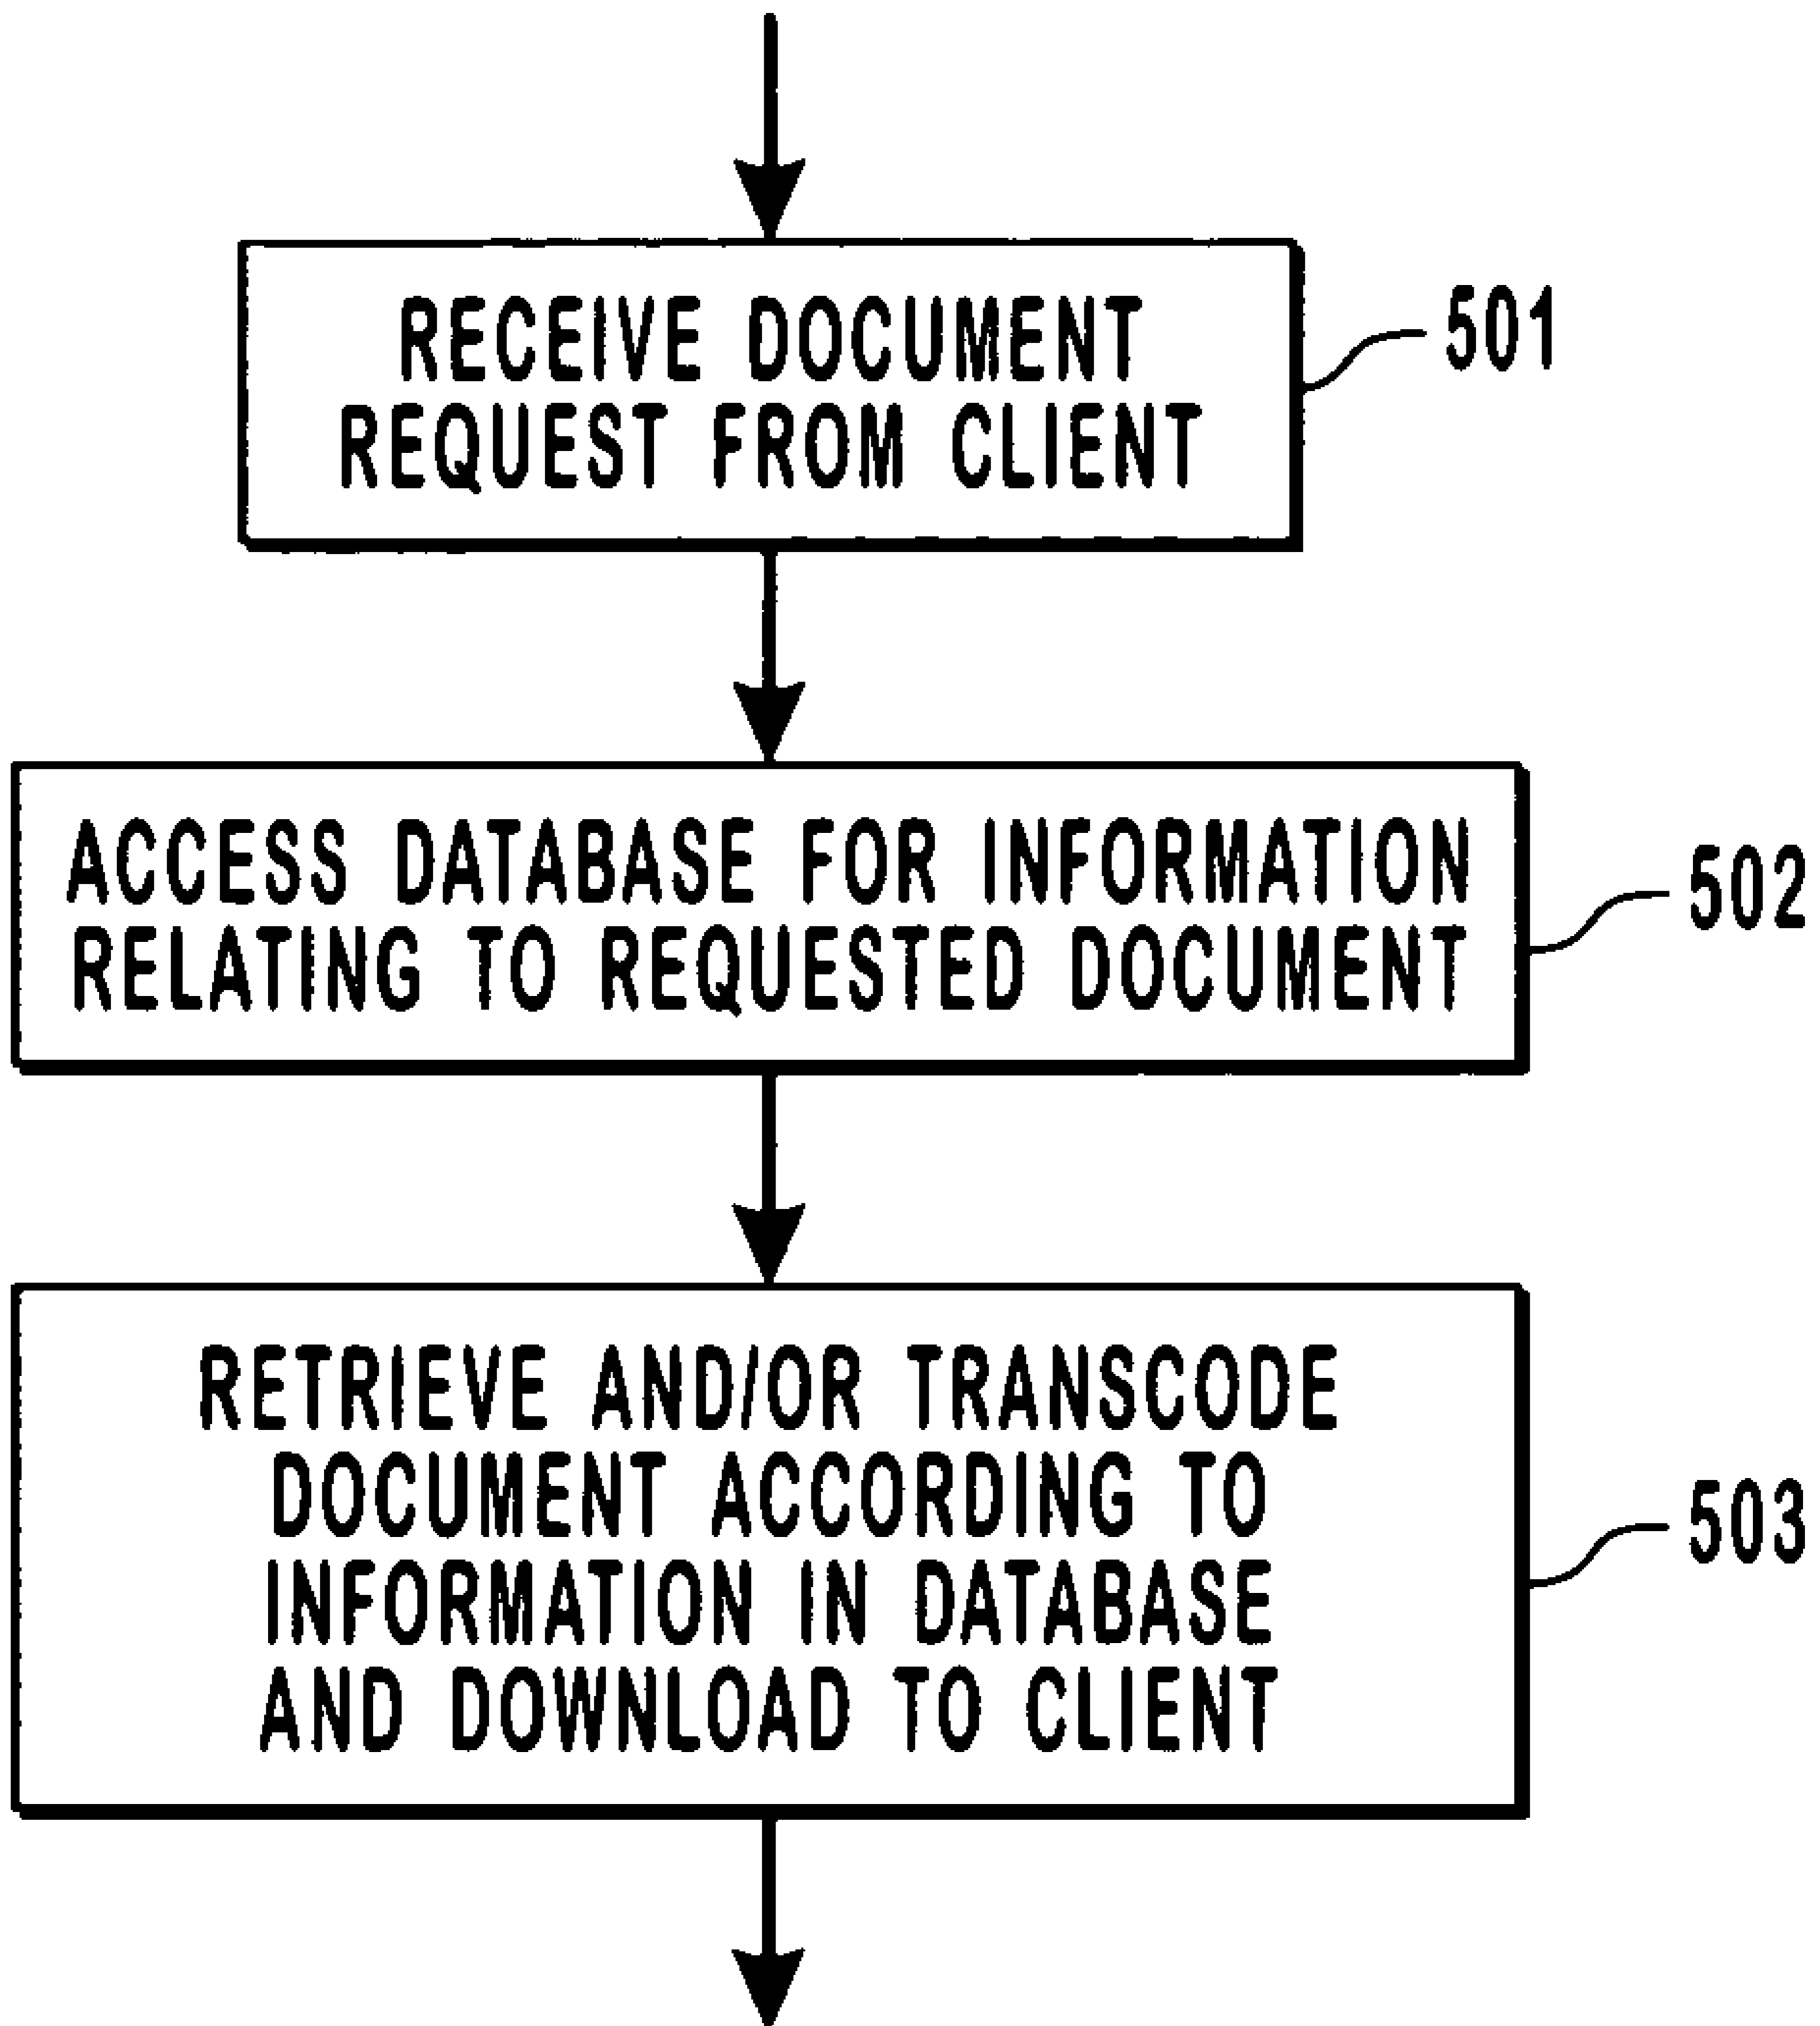 RECEIVE DOCUMENT
REQUEST FROM CLIENT
501
ACCESS DATABASE FOR INFORMATION
RELATING TO REQUESTED DOCUMENT
502
RETRIEVE AND/OR TRANSCODE
DOCUMENT ACCORDING TO
INFORMATION IN DATABASE
AND DOWNLOAD TO CLIENT
503